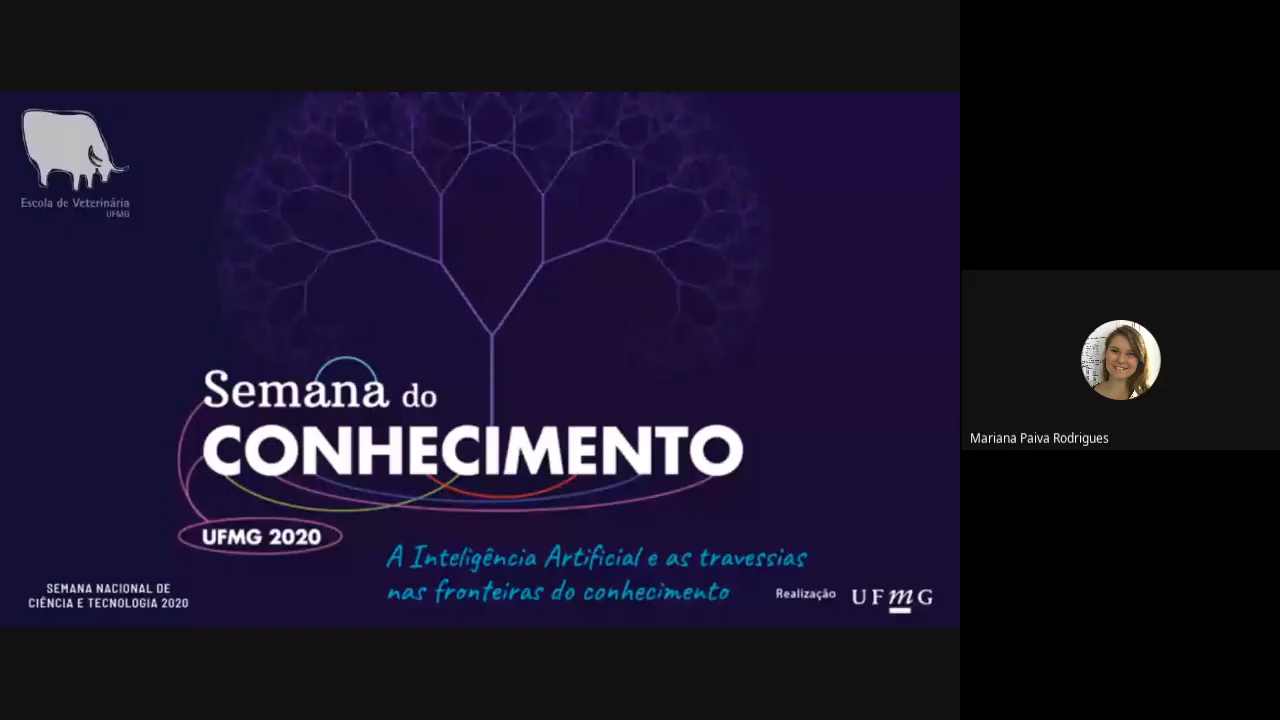 Escola de Veterinária
UFMG
Semana do
CONHECIMENTO
UFMG 2020
A Inteligência Artificial e as travessias
nas fronteiras do conhecimento
SEMANA NACIONAL DE
CIÊNCIA E TECNOLOGIA 2020
Realização
UFMG
Mariana Paiva Rodrigues